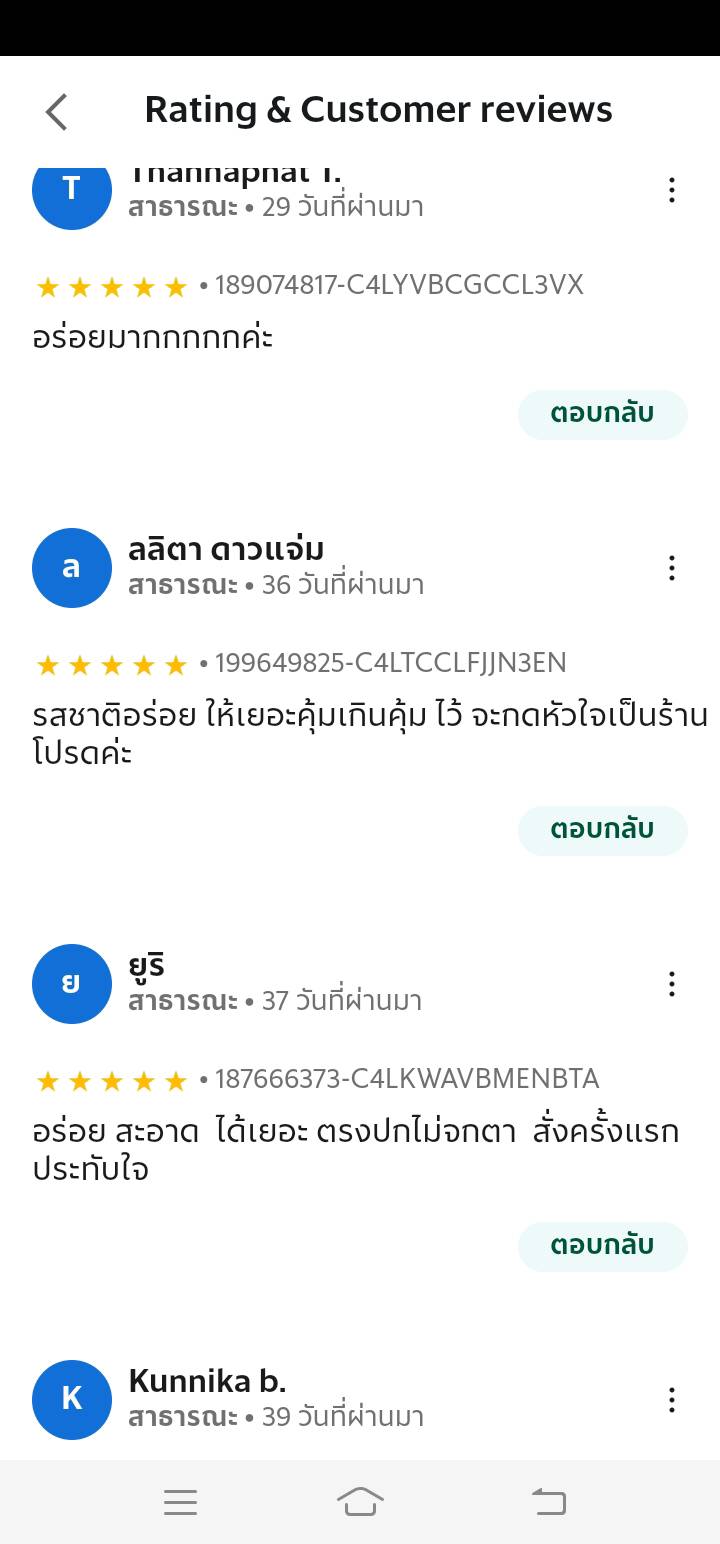 Rating & Customer reviews
T
Thannaphat T.
สาธารณะ • 29 วันที่ผ่านมา
★ ★ ★ ★ ★ • 189074817-C4LYVBCGCCL3VX
อร่อยมากกกกกค่ะ
ตอบกลับ
ล
ลลิตา ดาวแจ่ม
สาธารณะ • 36 วันที่ผ่านมา
★ ★ ★ ★ ★ • 199649825-C4LTCCLFJJN3EN
รสชาติอร่อย ให้เยอะคุ้มเกินคุ้ม ไว้ จะกดหัวใจเป็นร้าน
โปรดค่ะ
ตอบกลับ
ย
ยูริ
สาธารณะ • 37 วันที่ผ่านมา
★ ★ ★ ★ ★ • 187666373-C4LKWAVBMENBTA
อร่อย สะอาด  ได้เยอะ ตรงปกไม่จกตา  สั่งครั้งแรก
ประทับใจ
ตอบกลับ
K
Kunnika b.
สาธารณะ • 39 วันที่ผ่านมา